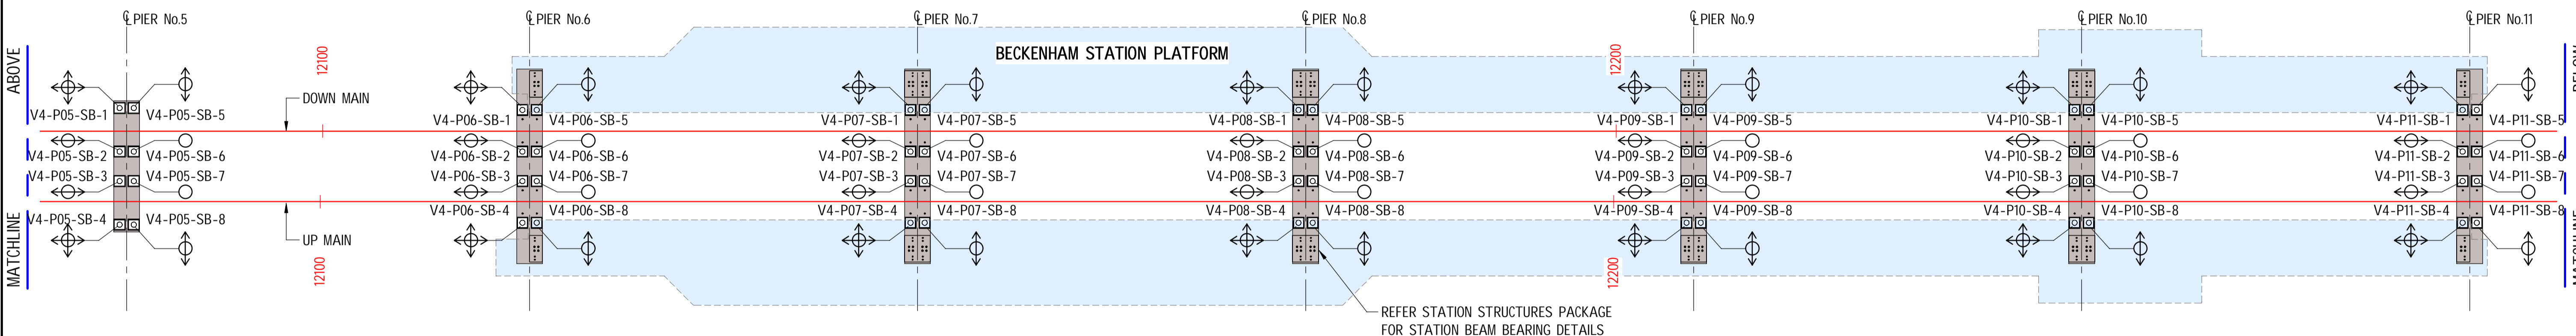 ℄ PIER No.5
℄ PIER No.6
℄ PIER No.7
℄ PIER No.8
℄ PIER No.9
℄ PIER No.10
℄ PIER No.11
BECKENHAM STATION PLATFORM
MATCHLINE
ABOVE
12100
12200
DOWN MAIN
V4-P05-SB-1
V4-P05-SB-5
V4-P05-SB-2
V4-P05-SB-6
V4-P05-SB-3
V4-P05-SB-7
V4-P05-SB-4
V4-P05-SB-8
V4-P06-SB-1
V4-P06-SB-5
V4-P06-SB-2
V4-P06-SB-6
V4-P06-SB-3
V4-P06-SB-7
V4-P06-SB-4
V4-P06-SB-8
V4-P07-SB-1
V4-P07-SB-5
V4-P07-SB-2
V4-P07-SB-6
V4-P07-SB-3
V4-P07-SB-7
V4-P07-SB-4
V4-P07-SB-8
V4-P08-SB-1
V4-P08-SB-5
V4-P08-SB-2
V4-P08-SB-6
V4-P08-SB-3
V4-P08-SB-7
V4-P08-SB-4
V4-P08-SB-8
V4-P09-SB-1
V4-P09-SB-5
V4-P09-SB-2
V4-P09-SB-6
V4-P09-SB-3
V4-P09-SB-7
V4-P09-SB-4
V4-P09-SB-8
V4-P10-SB-1
V4-P10-SB-5
V4-P10-SB-2
V4-P10-SB-6
V4-P10-SB-3
V4-P10-SB-7
V4-P10-SB-4
V4-P10-SB-8
V4-P11-SB-1
V4-P11-SB-5
V4-P11-SB-2
V4-P11-SB-6
V4-P11-SB-3
V4-P11-SB-7
V4-P11-SB-4
V4-P11-SB-8
UP MAIN
12100
12200
REFER STATION STRUCTURES PACKAGE
FOR STATION BEAM BEARING DETAILS